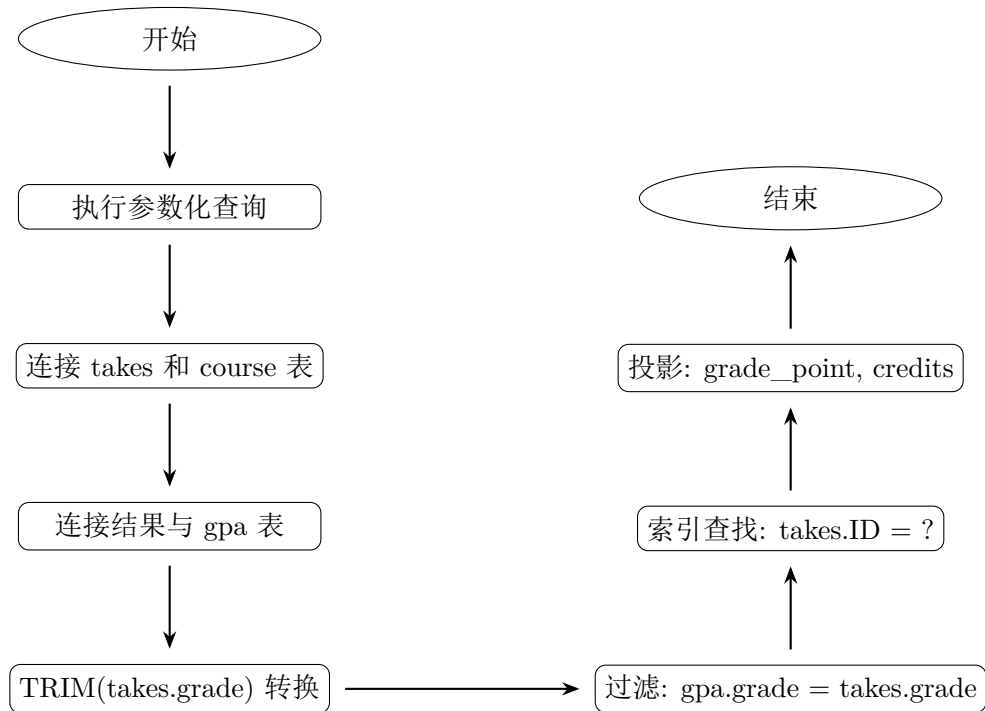 开始
执行参数化查询
连接 takes 和 course 表
连接结果与 gpa 表
TRIM(takes.grade) 转换
过滤: gpa.grade = takes.grade
索引查找: takes.ID = ?
投影: grade_point, credits
结束